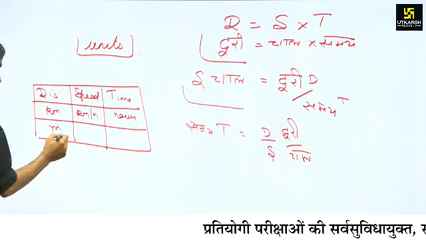 UTKARSH
D = S × T
units
दूरी = चाल × समय
S चाल = दूरी D / समय T
Dis Speed Time
km km/h hour
m
समय T = D दूरी / S चाल
प्रतियोगी परीक्षाओं की सर्वसुविधायुक्त,